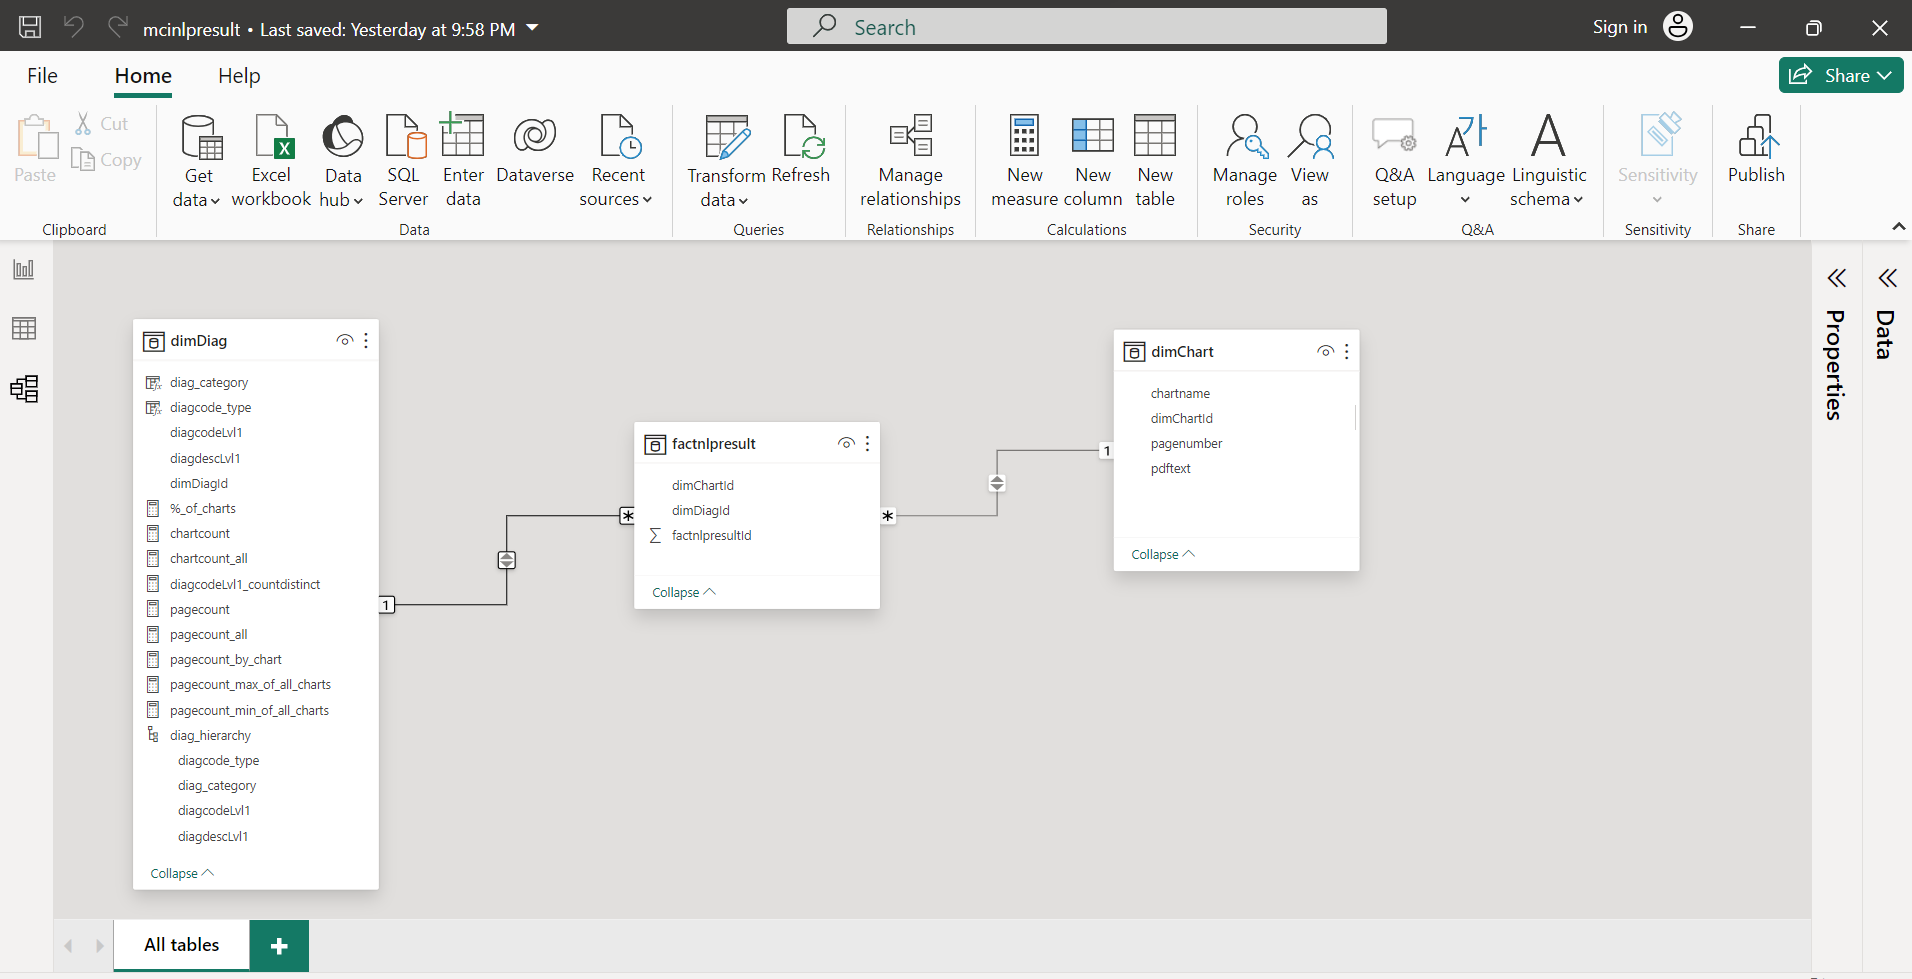 mcinlpresult • Last saved: Yesterday at 9:58 PM
Search
Sign in
File
Home
Help
Share
Paste
Cut
Copy
Clipboard
Get data
Excel workbook
Data hub
SQL Server
Enter data
Dataverse
Recent sources
Data
Transform data
Refresh
Queries
Manage relationships
Relationships
New measure
New column
New table
Calculations
Manage roles
View as
Security
Q&A setup
Language
Linguistic schema
Q&A
Sensitivity
Sensitivity
Publish
Share
dimDiag
diag_category
diagcode_type
diagcodeLvl1
diagdescLvl1
dimDiagId
%_of_charts
chartcount
chartcount_all
diagcodeLvl1_countdistinct
pagecount
pagecount_all
pagecount_by_chart
pagecount_max_of_all_charts
pagecount_min_of_all_charts
diag_hierarchy
diagcode_type
diag_category
diagcodeLvl1
diagdescLvl1
Collapse
1
*
factnlpresult
dimChartId
dimDiagId
∑ factnlpresultId
Collapse
*
1
dimChart
chartname
dimChartId
pagenumber
pdftext
Collapse
Properties
Data
All tables
+